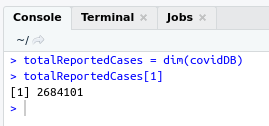 Console Terminal × Jobs ×
~/
> totalReportedCases = dim(covidDB)
> totalReportedCases[1]
[1] 2684101
>